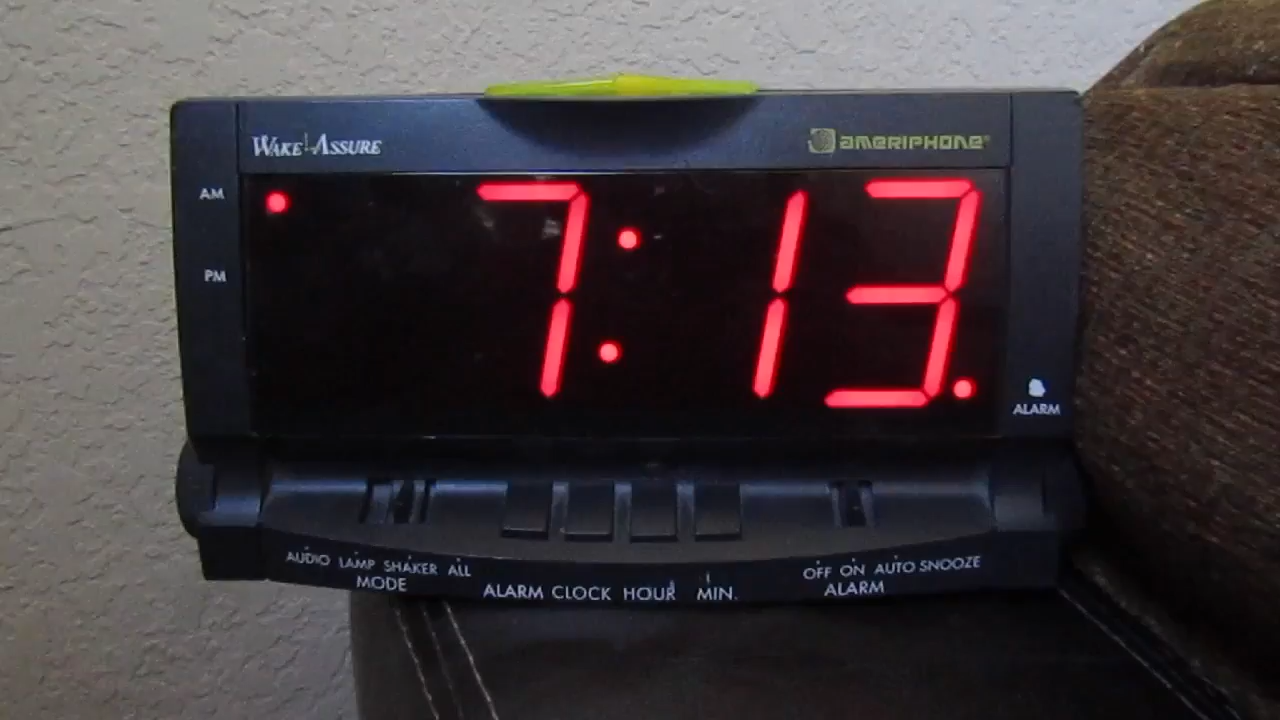 WAKE ASSURE
AMERIPHONE®
AM
PM
7:13
ALARM
AUDIO LAMP SHAKER ALL
MODE
ALARM CLOCK HOUR MIN.
OFF ON AUTO SNOOZE
ALARM